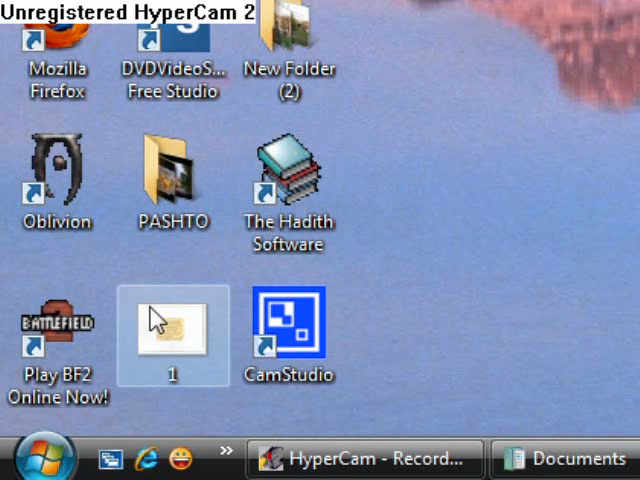 Unregistered HyperCam 2
Mozilla
Firefox
DVDVideoS...
Free Studio
New Folder
(2)
Oblivion
PASHTO
The Hadith
Software
BATTLEFIELD
2
Play BF2
Online Now!
1
CamStudio
HyperCam - Record...
Documents